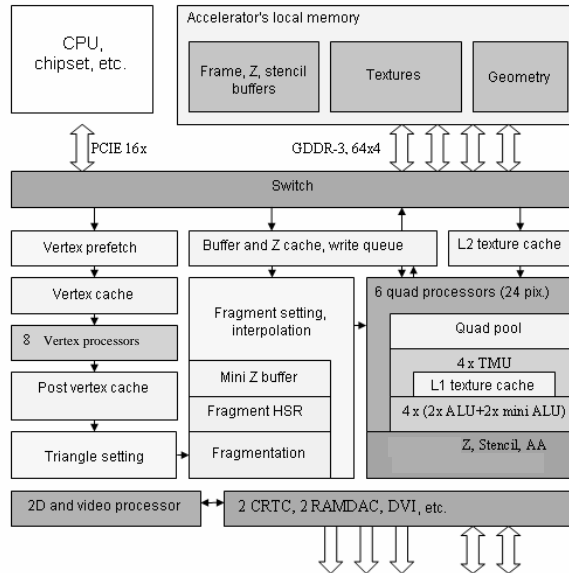 CPU,
chipset, etc.
Accelerator's local memory
Frame, Z, stencil
buffers
Textures
Geometry
PCIE 16x
GDDR-3, 64x4
Switch
Vertex prefetch
Buffer and Z cache, write queue
L2 texture cache
Vertex cache
8 Vertex processors
Post vertex cache
Triangle setting
Fragment setting,
interpolation
Mini Z buffer
Fragment HSR
Fragmentation
6 quad processors (24 pix.)
Quad pool
4 x TMU
L1 texture cache
4 x (2x ALU+2x mini ALU)
Z, Stencil, AA
2D and video processor
2 CRTC, 2 RAMDAC, DVI, etc.